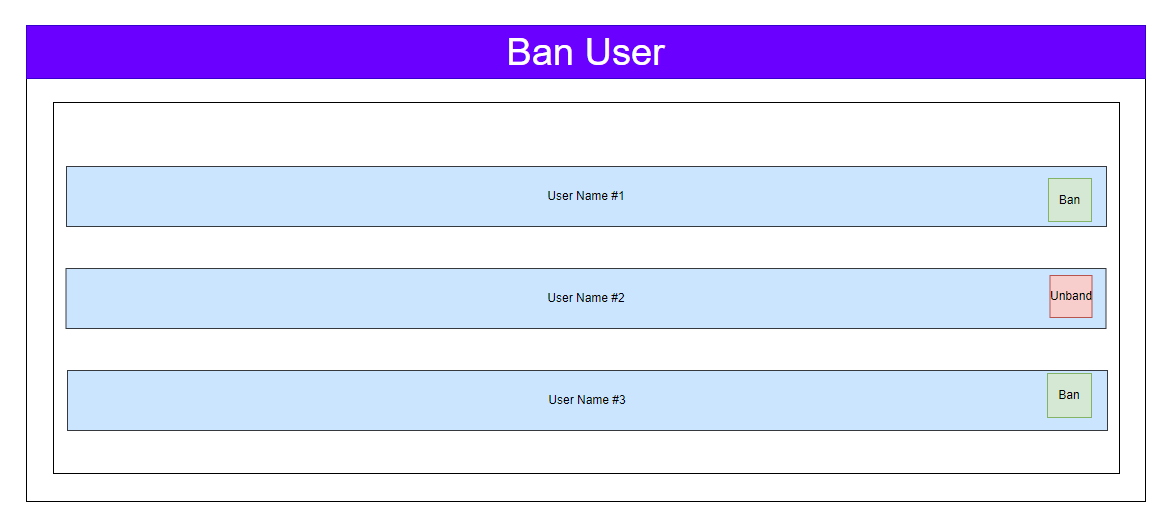 Ban User
User Name #1
Ban
User Name #2
Unband
User Name #3
Ban